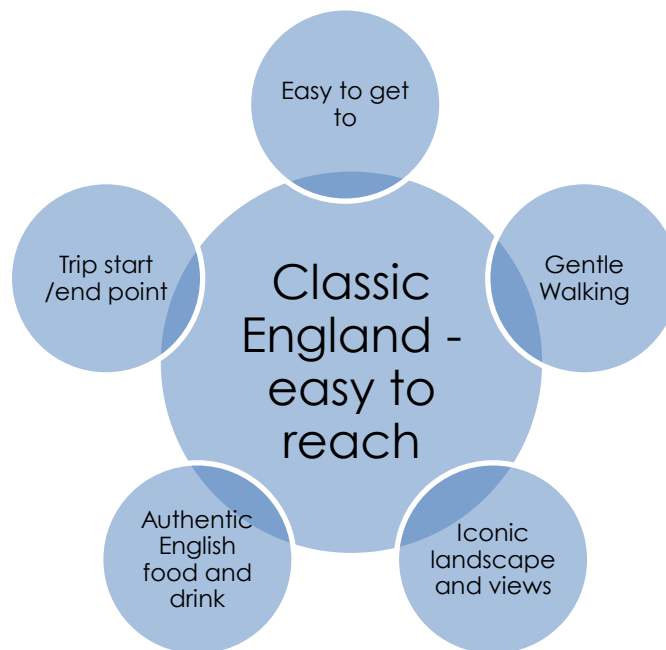 Easy to get
to
Trip start
/end point
Gentle
Walking
Classic
England -
easy to
reach
Authentic
English
food and
drink
Iconic
landscape
and views